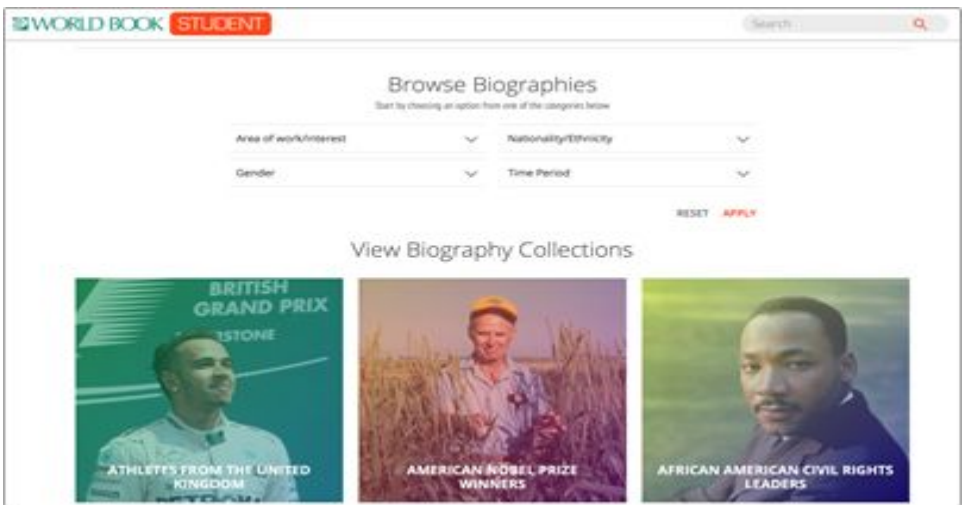 WORLD BOOK STUDENT
Search
Browse Biographies
Start by choosing an option from one of the categories below
Area of work/interest
Nationality/Ethnicity
Gender
Time Period
RESET APPLY
View Biography Collections
BRITISH
GRAND PRIX
STONE
ATHLETES FROM THE UNITED
KINGDOM
AMERICAN NOBEL PRIZE
WINNERS
AFRICAN AMERICAN CIVIL RIGHTS
LEADERS